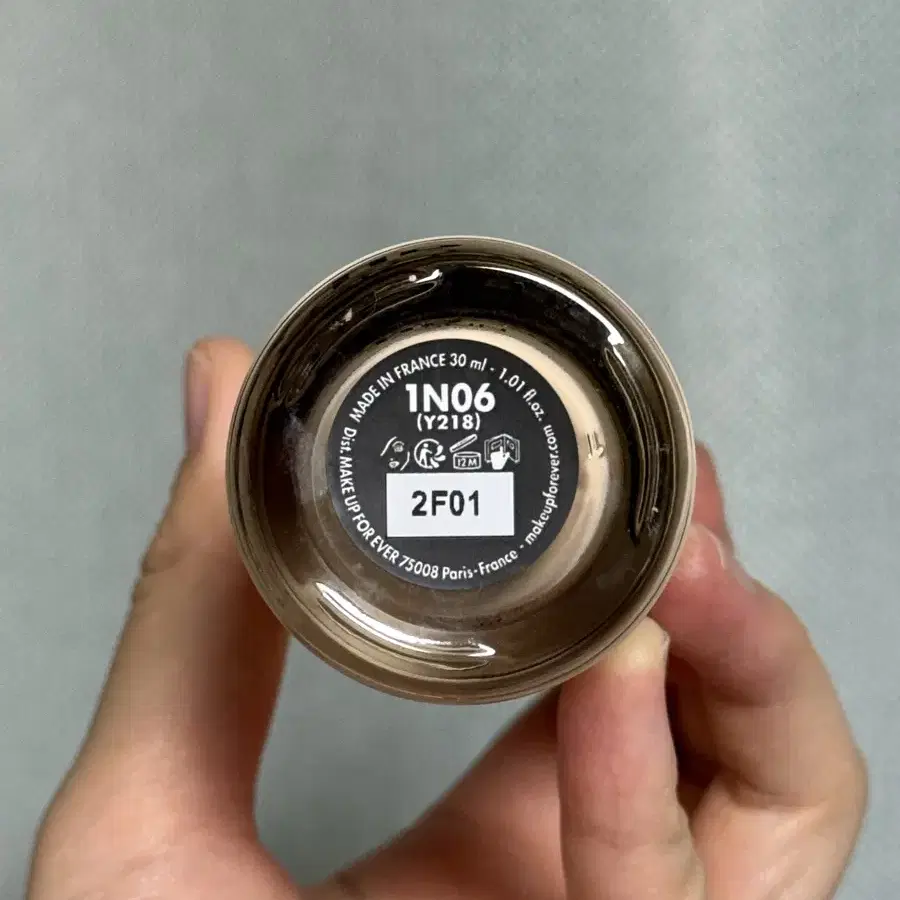 MADE IN FRANCE 30 ml - 1.01 fl.oz.
1N06
(Y218)
12 M
2F01
Dist. MAKE UP FOR EVER 75008 Paris-France - makeupforever.com